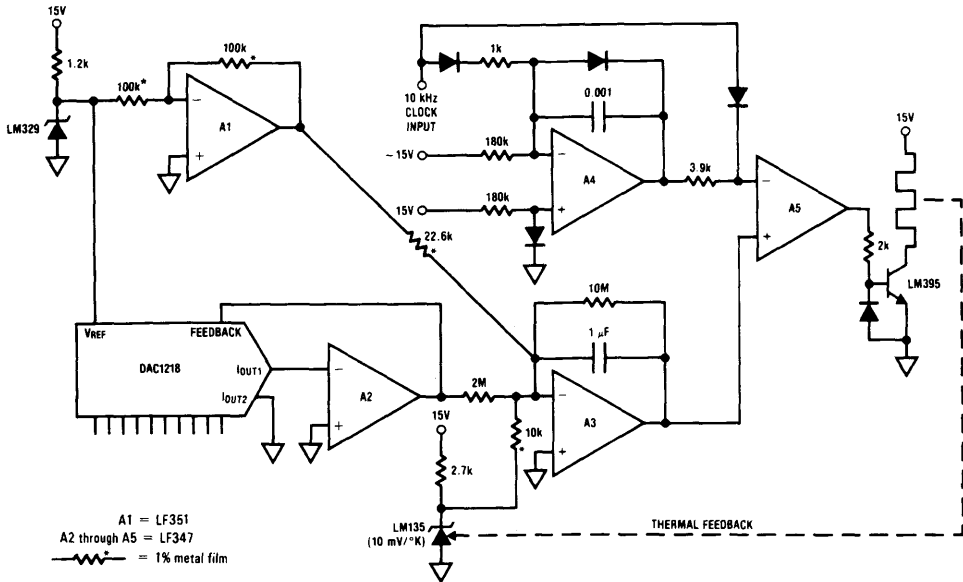 15V
1.2k
100k*
100k
*
LM329
A1
−
+
1k
10 kHz
CLOCK
INPUT
0.001
~15V
180k
15V
180k
−
+
A4
3.9k
−
+
A5
15V
2k
LM395
22.6k
*
VREF
FEEDBACK
DAC1218
IOUT1
IOUT2
−
+
A2
2M
15V
2.7k
10k
*
10M
1 µF
−
+
A3
LM135
(10 mV/°K)
THERMAL FEEDBACK
A1 = LF351
A2 through A5 = LF347
* = 1% metal film